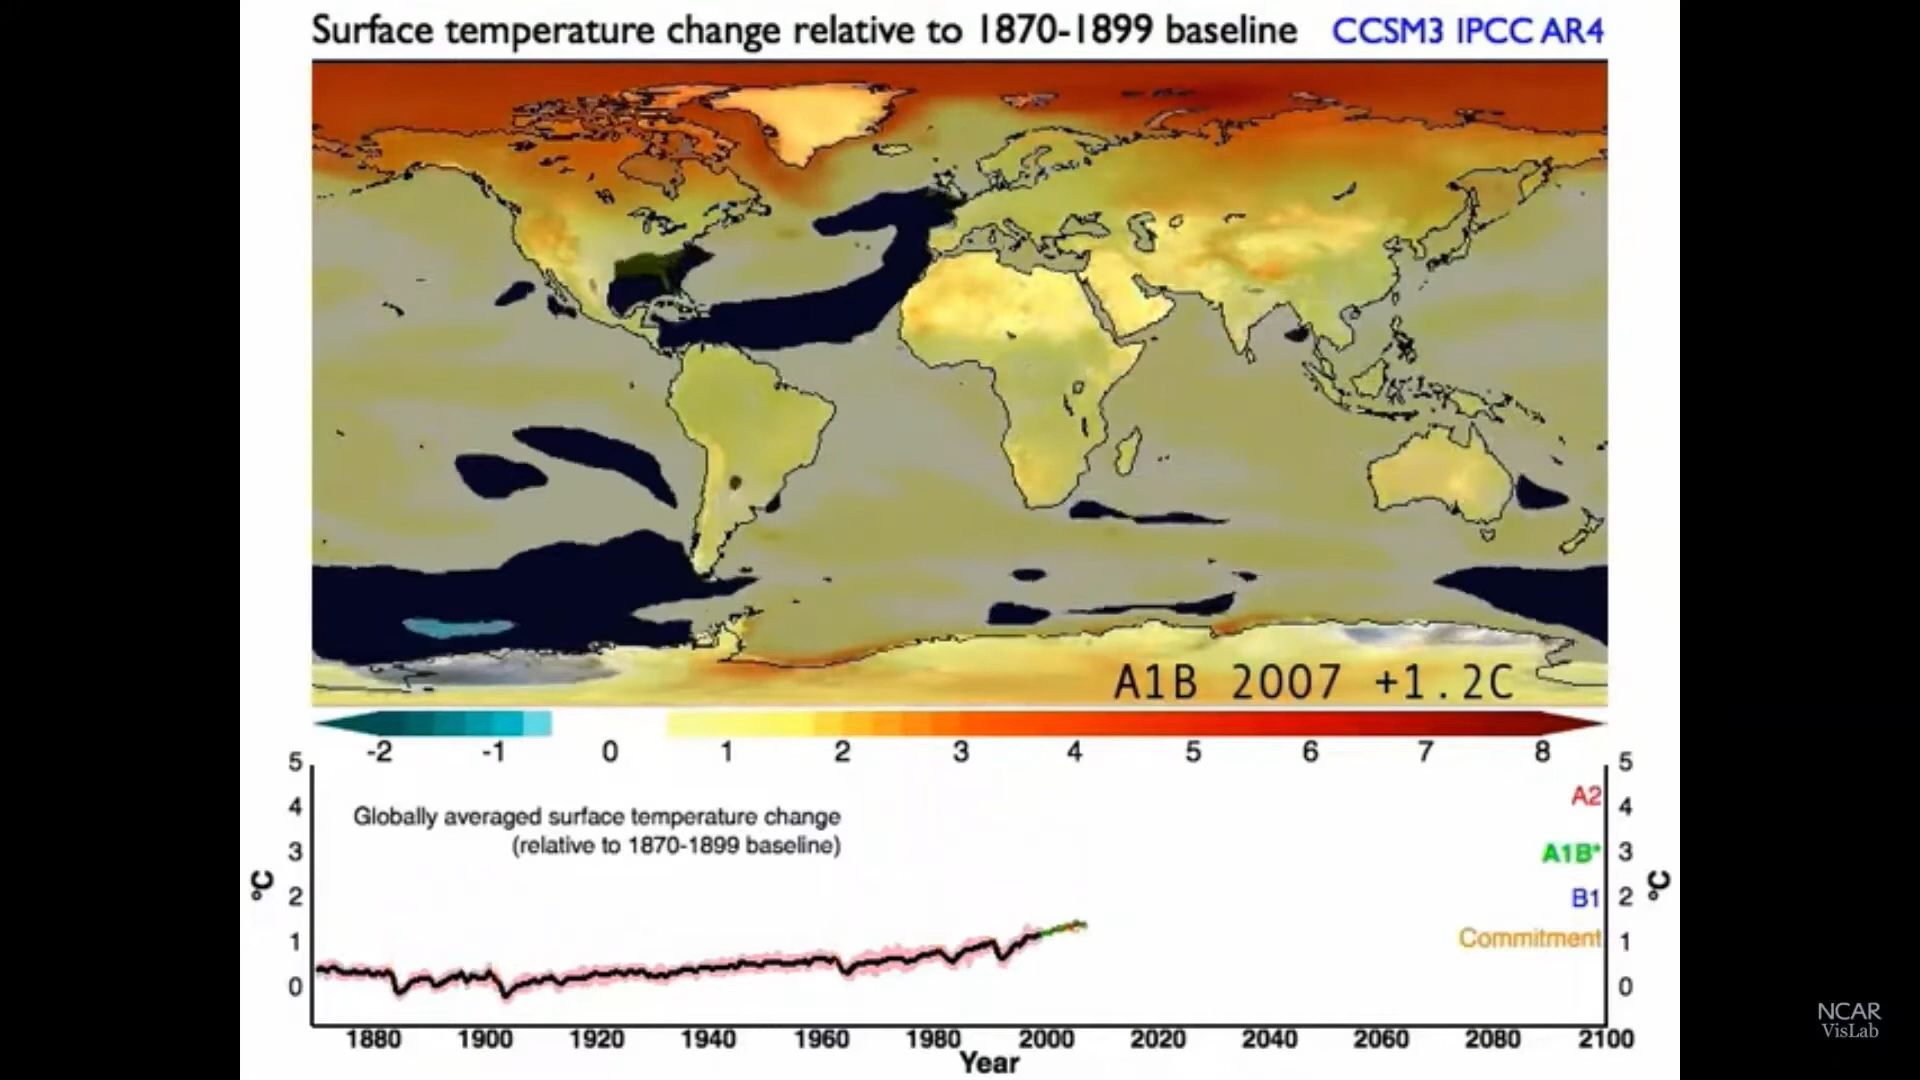 Surface temperature change relative to 1870-1899 baseline CCSM3 IPCC AR4
A1B 2007 +1.2C
-2 -1 0 1 2 3 4 5 6 7 8
Globally averaged surface temperature change
(relative to 1870-1899 baseline)
°C
5
4
3
2
1
0
A2
A1B*
B1
Commitment
5
4
3
2
1
0
°C
1880 1900 1920 1940 1960 1980 2000 2020 2040 2060 2080 2100
Year
NCAR
VisLab